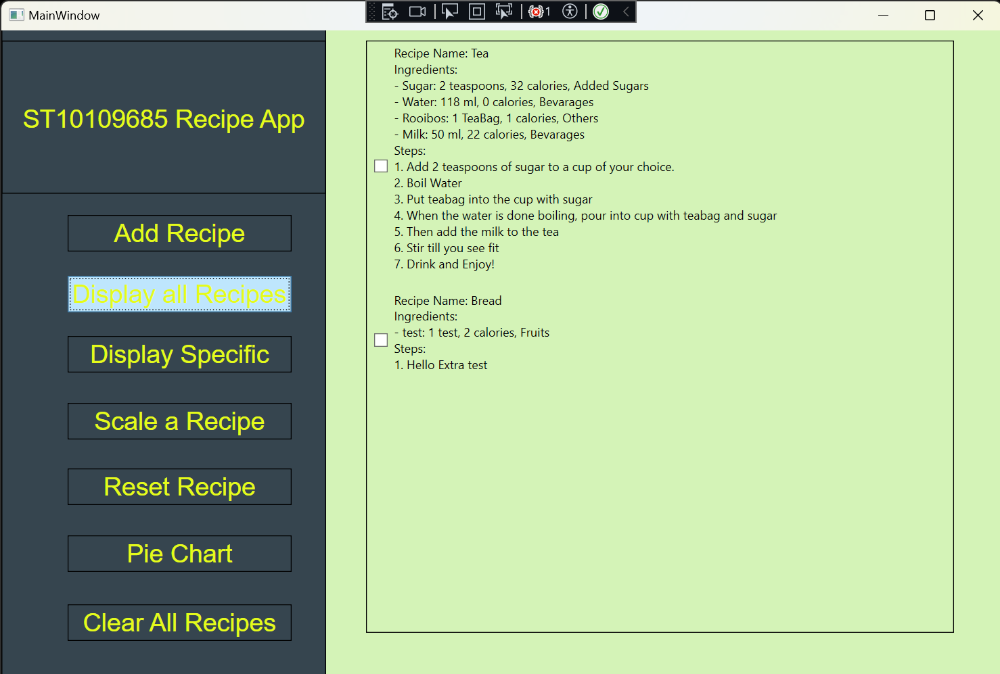 MainWindow
1
ST10109685 Recipe App
Add Recipe
Display all Recipes
Display Specific
Scale a Recipe
Reset Recipe
Pie Chart
Clear All Recipes
Recipe Name: Tea
Ingredients:
- Sugar: 2 teaspoons, 32 calories, Added Sugars
- Water: 118 ml, 0 calories, Bevarages
- Rooibos: 1 TeaBag, 1 calories, Others
- Milk: 50 ml, 22 calories, Bevarages
Steps:
1. Add 2 teaspoons of sugar to a cup of your choice.
2. Boil Water
3. Put teabag into the cup with sugar
4. When the water is done boiling, pour into cup with teabag and sugar
5. Then add the milk to the tea
6. Stir till you see fit
7. Drink and Enjoy!
Recipe Name: Bread
Ingredients:
- test: 1 test, 2 calories, Fruits
Steps:
1. Hello Extra test